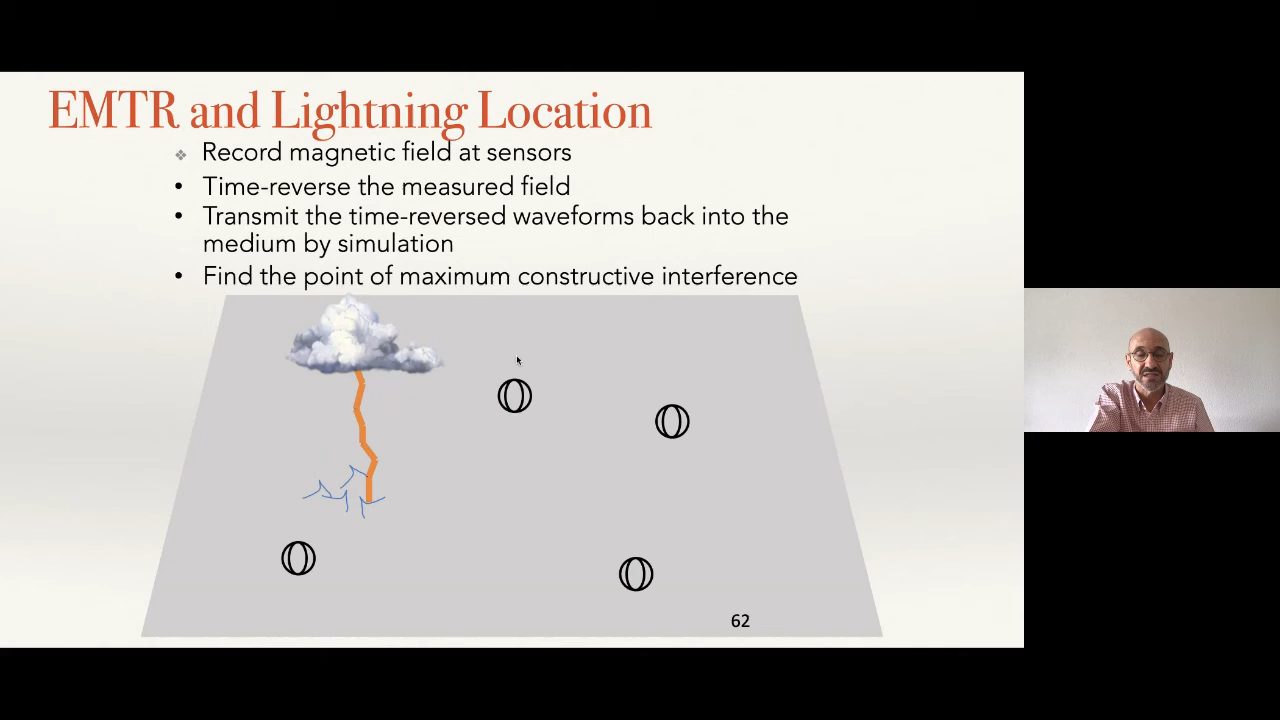 EMTR and Lightning Location
❖ Record magnetic field at sensors
• Time-reverse the measured field
• Transmit the time-reversed waveforms back into the
medium by simulation
• Find the point of maximum constructive interference
62